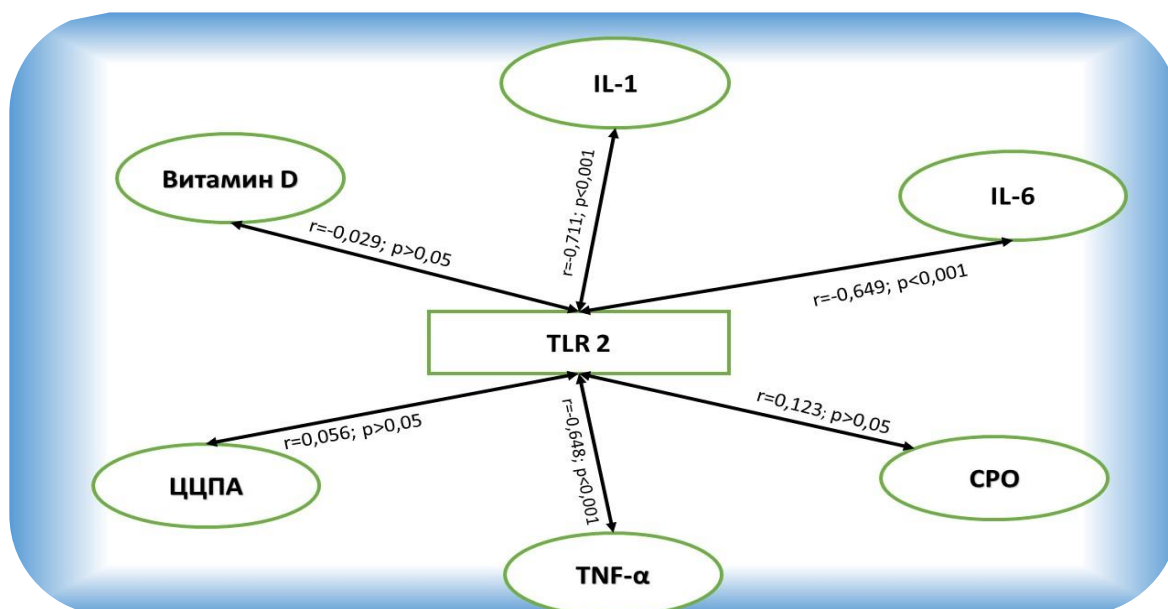 IL-1
Витамин D
IL-6
r=-0,029; p>0,05
r=-0,711; p<0,001
r=-0,649; p<0,001
TLR 2
r=0,056; p>0,05
r=-0,648; p<0,001
r=0,123; p>0,05
ЦЦПА
СРО
TNF-α